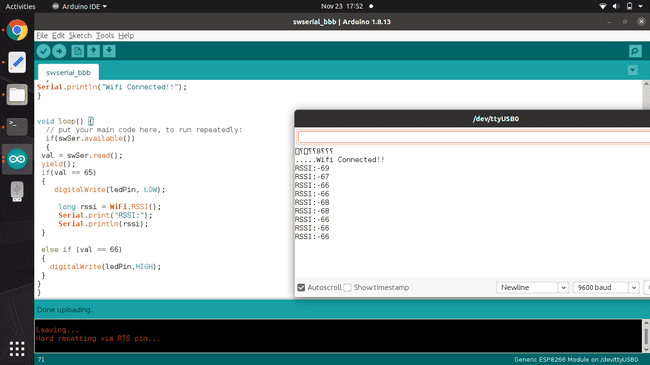 Activities
Arduino IDE
Nov 23 17:52
swserial_bbb | Arduino 1.8.13
File Edit Sketch Tools Help
swserial_bbb
;
Serial.println("Wifi Connected!!");
}
void loop() {
// put your main code here, to run repeatedly:
if(swSer.available())
{
val = swSer.read();
yield();
if(val == 65)
{
digitalWrite(ledPin, LOW);
long rssi = WiFi.RSSI();
Serial.print("RSSI:");
Serial.println(rssi);
}
else if (val == 66)
{
digitalWrite(ledPin,HIGH);
}
}
}
/dev/ttyUSB0
.....Wifi Connected!!
RSSI:-69
RSSI:-67
RSSI:-66
RSSI:-66
RSSI:-68
RSSI:-68
RSSI:-66
RSSI:-66
RSSI:-66
Autoscroll Show timestamp
Newline
9600 baud
Done uploading.
Leaving...
Hard resetting via RTS pin...
71
Generic ESP8266 Module on /dev/ttyUSB0